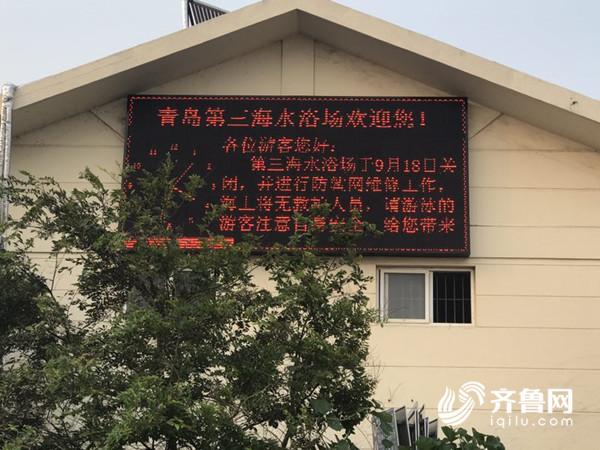 青岛第三海水浴场欢迎您！
各位游客您好：
第三海水浴场于9月18日关
闭，并进行防鲨网维修工作，
海上将无救护人员，请游泳的
游客注意自身安全，给您带来
齐鲁网
iqilu.com